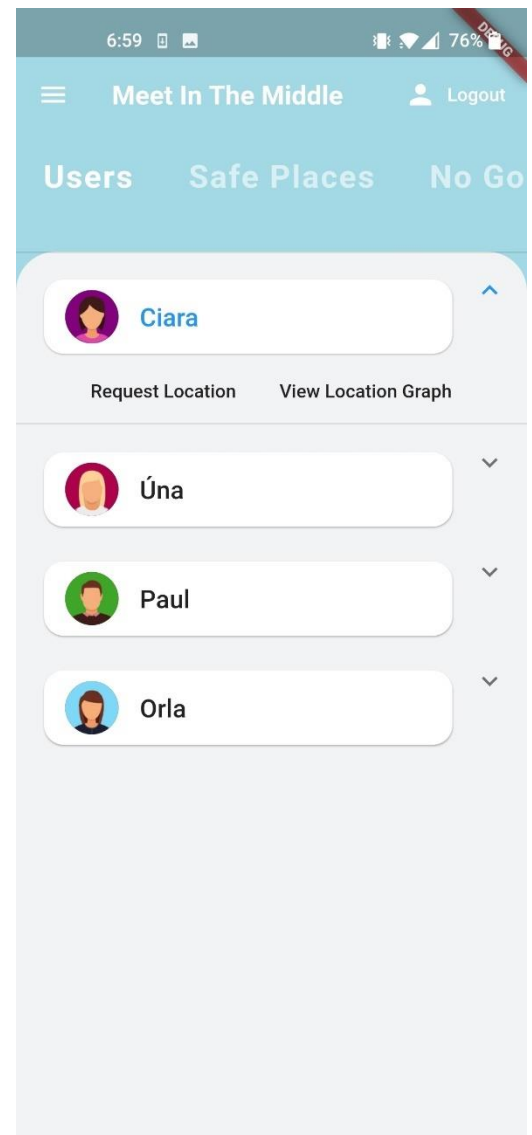 6:59 76% DEBUG
Meet In The Middle Logout
Users Safe Places No Go
Ciara
Request Location View Location Graph
Úna
Paul
Orla